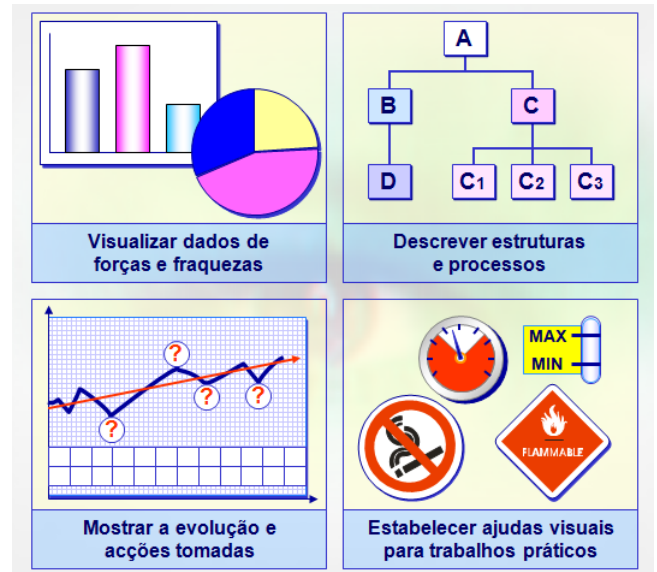 A
B
C
D
C1
C2
C3
Visualizar dados de
forças e fraquezas
Descrever estruturas
e processos
?
?
?
?
MAX
MIN
FLAMMABLE
Mostrar a evolução e
acções tomadas
Estabelecer ajudas visuais
para trabalhos práticos